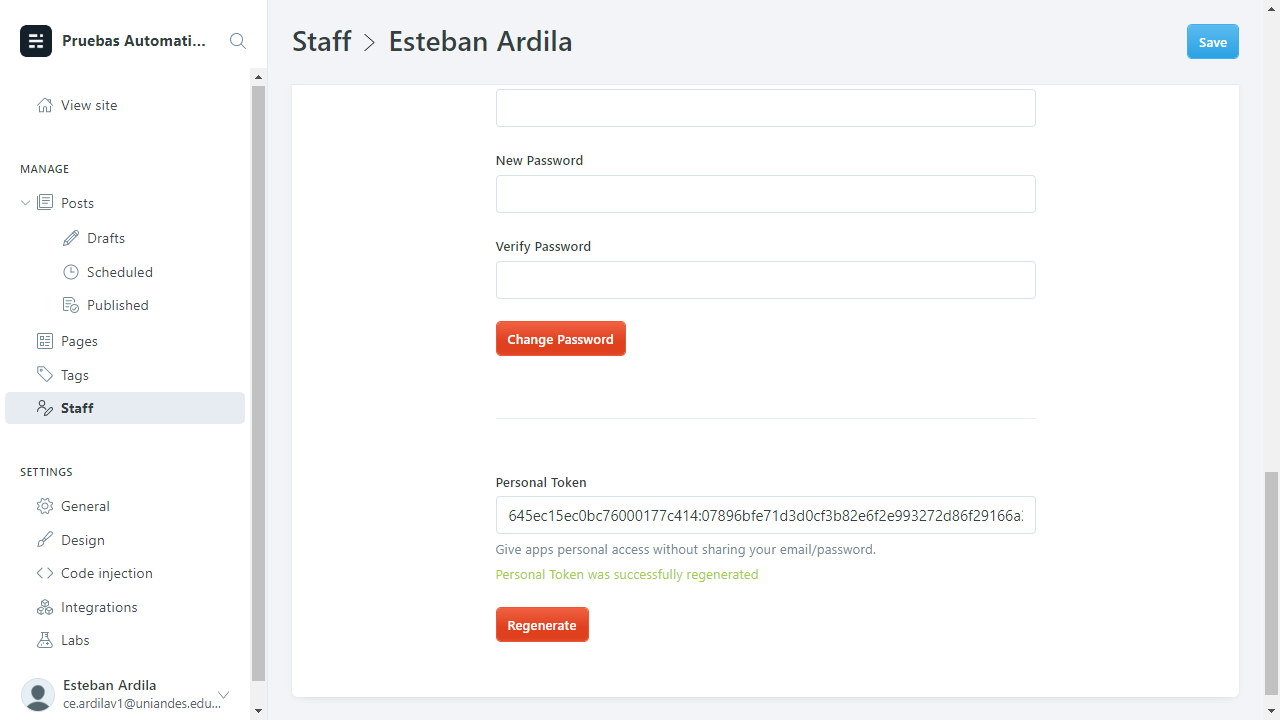 Pruebas Automati...
View site
MANAGE
Posts
Drafts
Scheduled
Published
Pages
Tags
Staff
SETTINGS
General
Design
Code injection
Integrations
Labs
Esteban Ardila
ce.ardilav1@uniandes.edu...
Staff > Esteban Ardila
Save
New Password
Verify Password
Change Password
Personal Token
645ec15ec0bc76000177c414:07896bfe71d3d0cf3b82e6f2e993272d86f29166a
Give apps personal access without sharing your email/password.
Personal Token was successfully regenerated
Regenerate